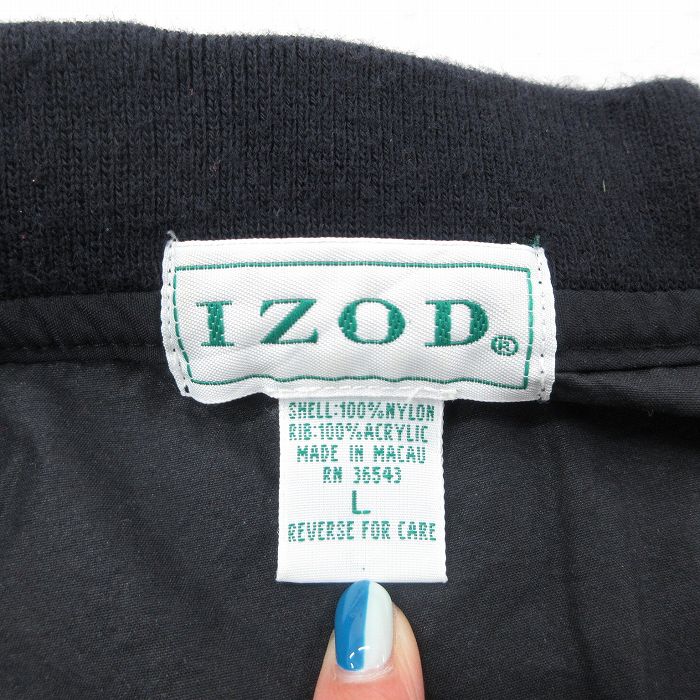 IZOD®
SHELL:100%NYLON
RIB:100%ACRYLIC
MADE IN MACAU
RN 36543
L
REVERSE FOR CARE